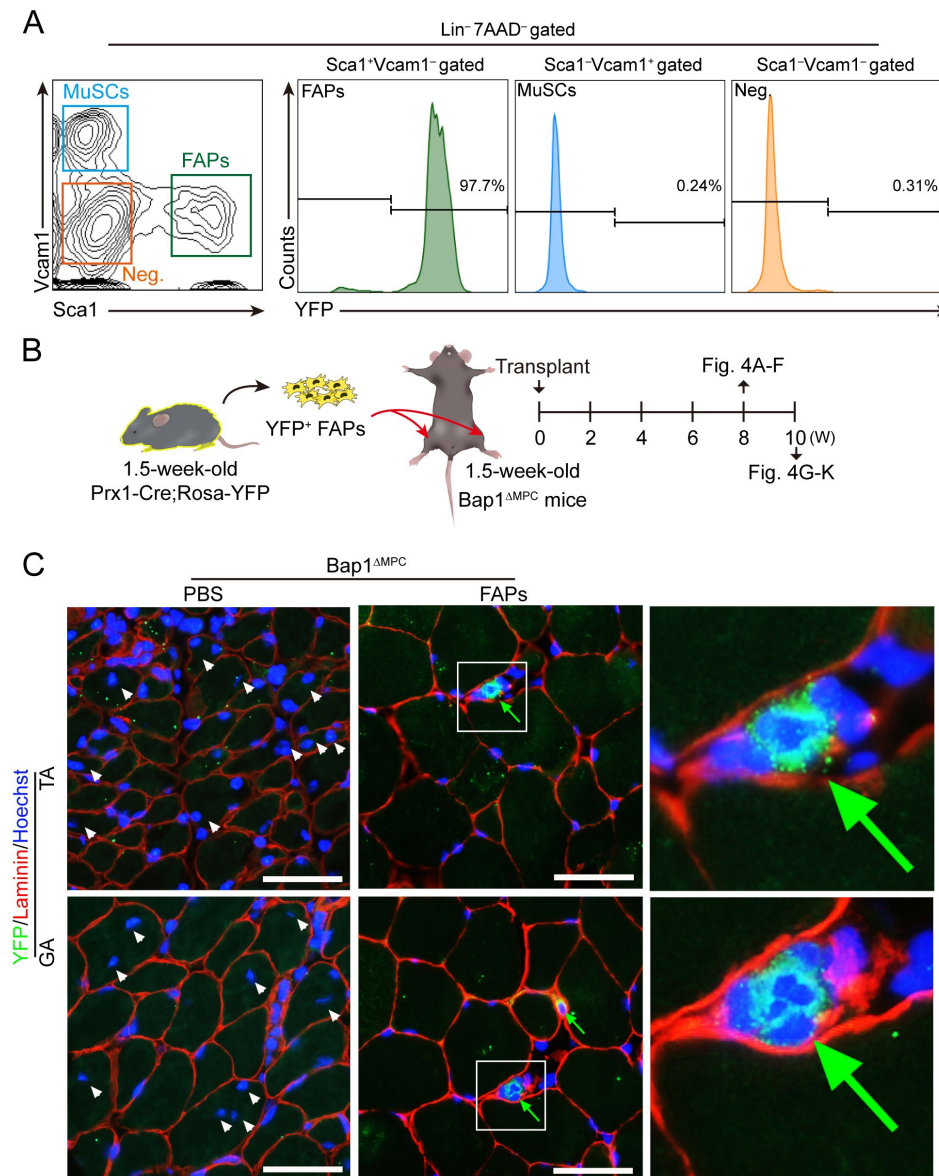 A
Lin⁻ 7AAD⁻ gated
Sca1⁺Vcam1⁻ gated
Sca1⁻Vcam1⁺ gated
Sca1⁻Vcam1⁻ gated
MuSCs
FAPs
Neg.
Vcam1
Sca1
FAPs
97.7%
MuSCs
0.24%
Neg.
0.31%
Counts
YFP
B
Transplant
Fig. 4A-F
YFP⁺ FAPs
0 2 4 6 8 10 (W)
1.5-week-old
Prx1-Cre;Rosa-YFP
1.5-week-old
Bap1ᐞᴹᴾꟲ mice
Fig. 4G-K
C
Bap1ᐞᴹᴾꟲ
PBS
FAPs
YFP/Laminin/Hoechst
TA
GA